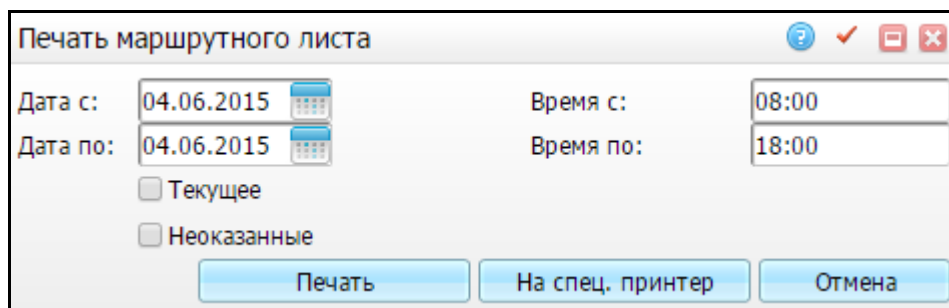 Печать маршрутного листа
Дата с: 04.06.2015 Время с: 08:00
Дата по: 04.06.2015 Время по: 18:00
Текущее
Неоказанные
Печать На спец. принтер Отмена